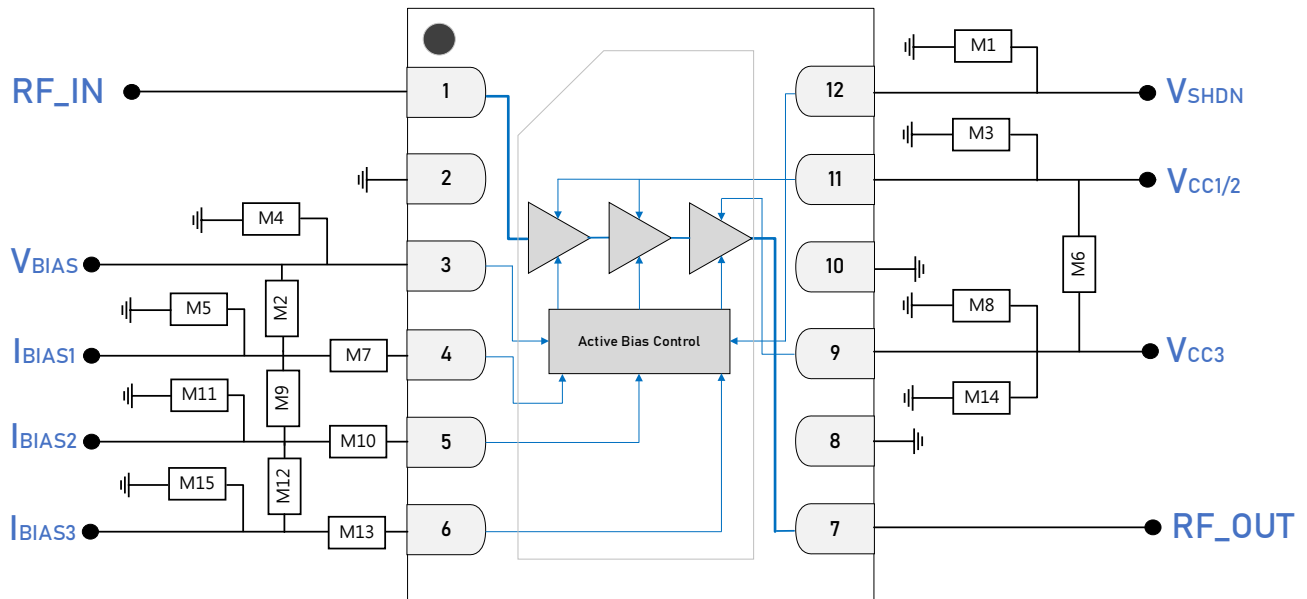 M1
RF_IN
1
12
VSHDN
M3
2
11
VCC1/2
M4
VBIAS
3
10
M6
M2
M5
M8
Active Bias Control
IBIAS1
M7
4
9
VCC3
M9
M11
M14
IBIAS2
M10
5
8
M12
M15
IBIAS3
M13
6
7
RF_OUT